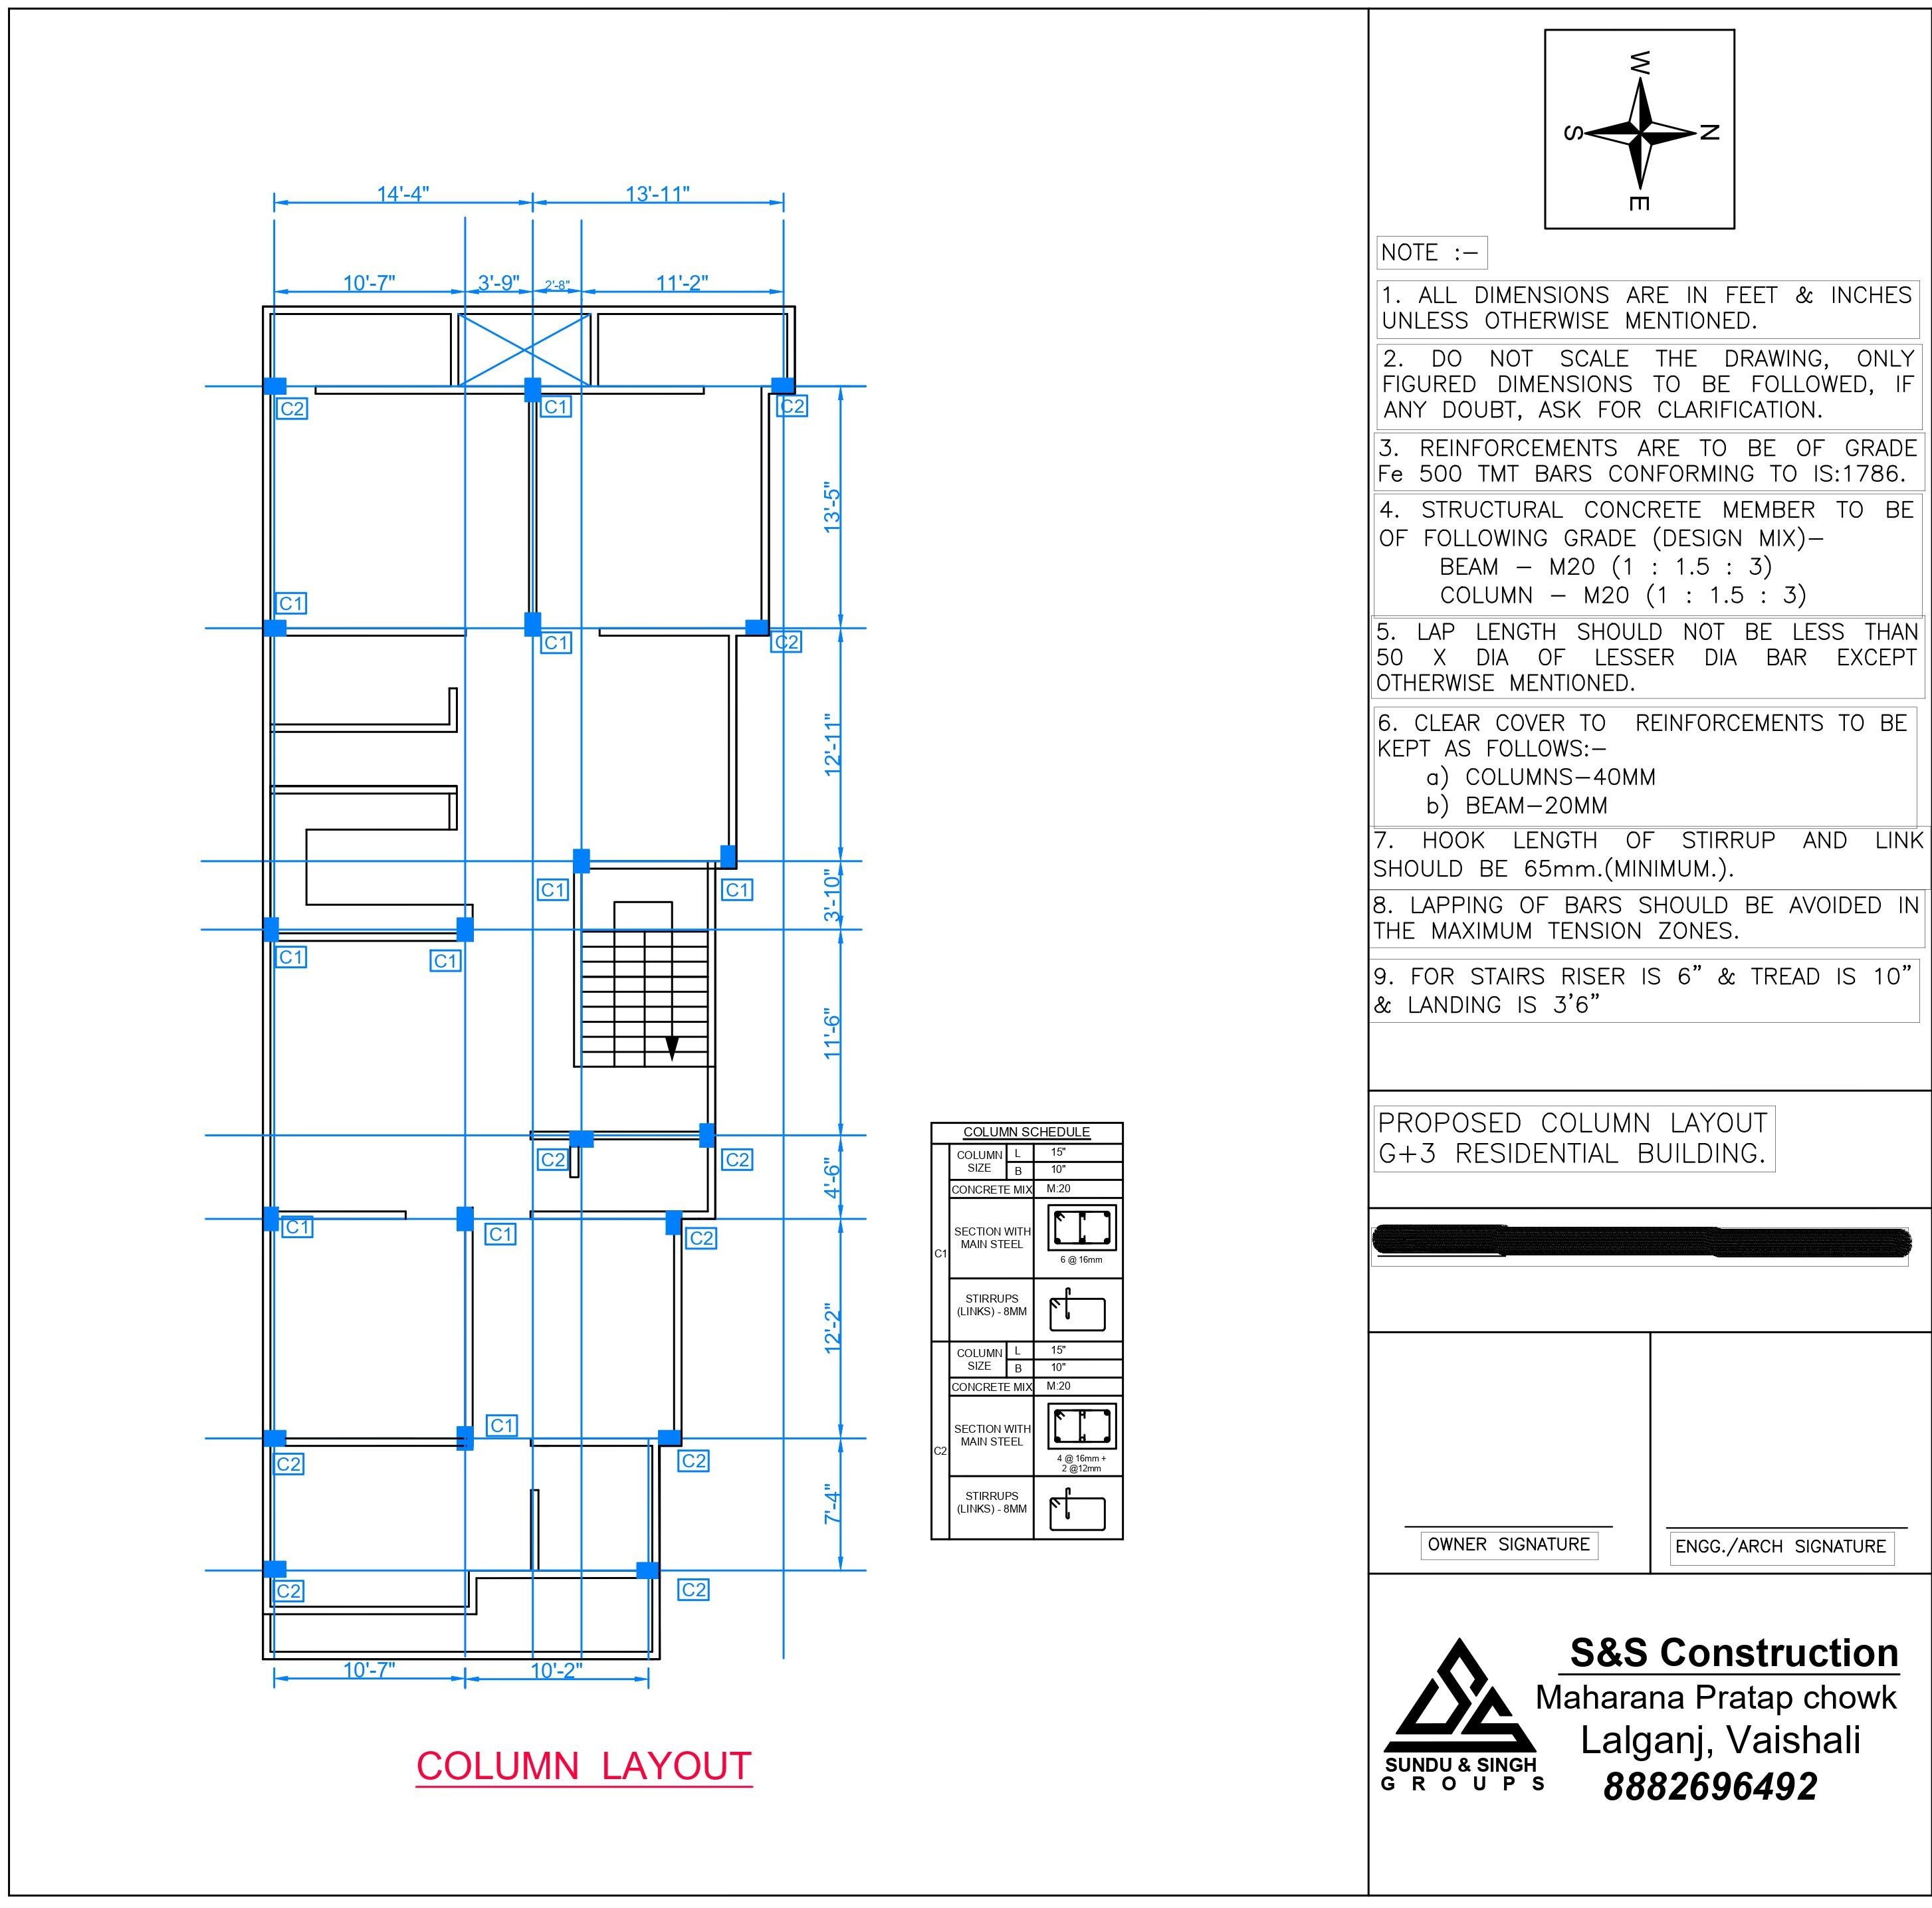 14'-4"
13'-11"
10'-7"
3'-9"
2'-8"
11'-2"
C2
C1
C2
13'-5"
C1
C1
C2
12'-11"
C1
C1
3'-10"
C1
C1
11'-6"
C2
C2
4'-6"
C1
C1
C2
12'-2"
C1
C2
C2
7'-4"
C2
C2
10'-7"
10'-2"
COLUMN LAYOUT
COLUMN SCHEDULE
C1
COLUMN SIZE
L 15"
B 10"
CONCRETE MIX M:20
SECTION WITH
MAIN STEEL
6 @ 16mm
STIRRUPS
(LINKS) - 8MM
C2
COLUMN SIZE
L 15"
B 10"
CONCRETE MIX M:20
SECTION WITH
MAIN STEEL
4 @ 16mm +
2 @12mm
STIRRUPS
(LINKS) - 8MM
W
S
N
E
NOTE :-
1. ALL DIMENSIONS ARE IN FEET & INCHES
UNLESS OTHERWISE MENTIONED.
2. DO NOT SCALE THE DRAWING, ONLY
FIGURED DIMENSIONS TO BE FOLLOWED, IF
ANY DOUBT, ASK FOR CLARIFICATION.
3. REINFORCEMENTS ARE TO BE OF GRADE
Fe 500 TMT BARS CONFORMING TO IS:1786.
4. STRUCTURAL CONCRETE MEMBER TO BE
OF FOLLOWING GRADE (DESIGN MIX)-
BEAM - M20 (1 : 1.5 : 3)
COLUMN - M20 (1 : 1.5 : 3)
5. LAP LENGTH SHOULD NOT BE LESS THAN
50 X DIA OF LESSER DIA BAR EXCEPT
OTHERWISE MENTIONED.
6. CLEAR COVER TO REINFORCEMENTS TO BE
KEPT AS FOLLOWS:-
a) COLUMNS-40MM
b) BEAM-20MM
7. HOOK LENGTH OF STIRRUP AND LINK
SHOULD BE 65mm.(MINIMUM.).
8. LAPPING OF BARS SHOULD BE AVOIDED IN
THE MAXIMUM TENSION ZONES.
9. FOR STAIRS RISER IS 6” & TREAD IS 10”
& LANDING IS 3’6”
PROPOSED COLUMN LAYOUT
G+3 RESIDENTIAL BUILDING.
OWNER SIGNATURE
ENGG./ARCH SIGNATURE
SUNDU & SINGH
GROUPS
S&S Construction
Maharana Pratap chowk
Lalganj, Vaishali
8882696492